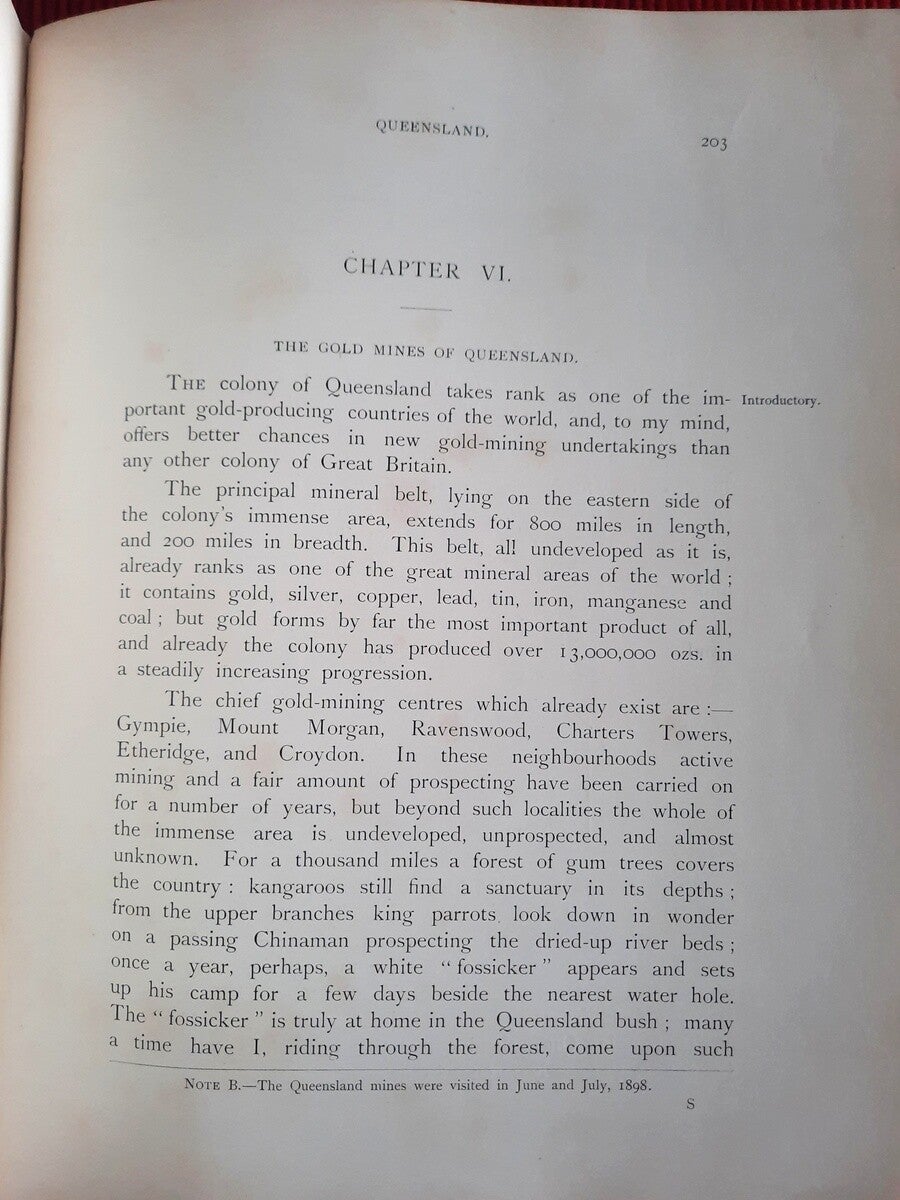 QUEENSLAND.
203
CHAPTER VI.
THE GOLD MINES OF QUEENSLAND.
THE colony of Queensland takes rank as one of the im- Introductory.
portant gold-producing countries of the world, and, to my mind,
offers better chances in new gold-mining undertakings than
any other colony of Great Britain.
The principal mineral belt, lying on the eastern side of
the colony's immense area, extends for 800 miles in length,
and 200 miles in breadth. This belt, all undeveloped as it is,
already ranks as one of the great mineral areas of the world ;
it contains gold, silver, copper, lead, tin, iron, manganese and
coal ; but gold forms by far the most important product of all,
and already the colony has produced over 13,000,000 ozs. in
a steadily increasing progression.
The chief gold-mining centres which already exist are :—
Gympie, Mount Morgan, Ravenswood, Charters Towers,
Etheridge, and Croydon. In these neighbourhoods active
mining and a fair amount of prospecting have been carried on
for a number of years, but beyond such localities the whole of
the immense area is undeveloped, unprospected, and almost
unknown. For a thousand miles a forest of gum trees covers
the country : kangaroos still find a sanctuary in its depths ;
from the upper branches king parrots look down in wonder
on a passing Chinaman prospecting the dried-up river beds ;
once a year, perhaps, a white “fossicker” appears and sets
up his camp for a few days beside the nearest water hole.
The “fossicker” is truly at home in the Queensland bush ; many
a time have I, riding through the forest, come upon such
NOTE B.—The Queensland mines were visited in June and July, 1898.
S